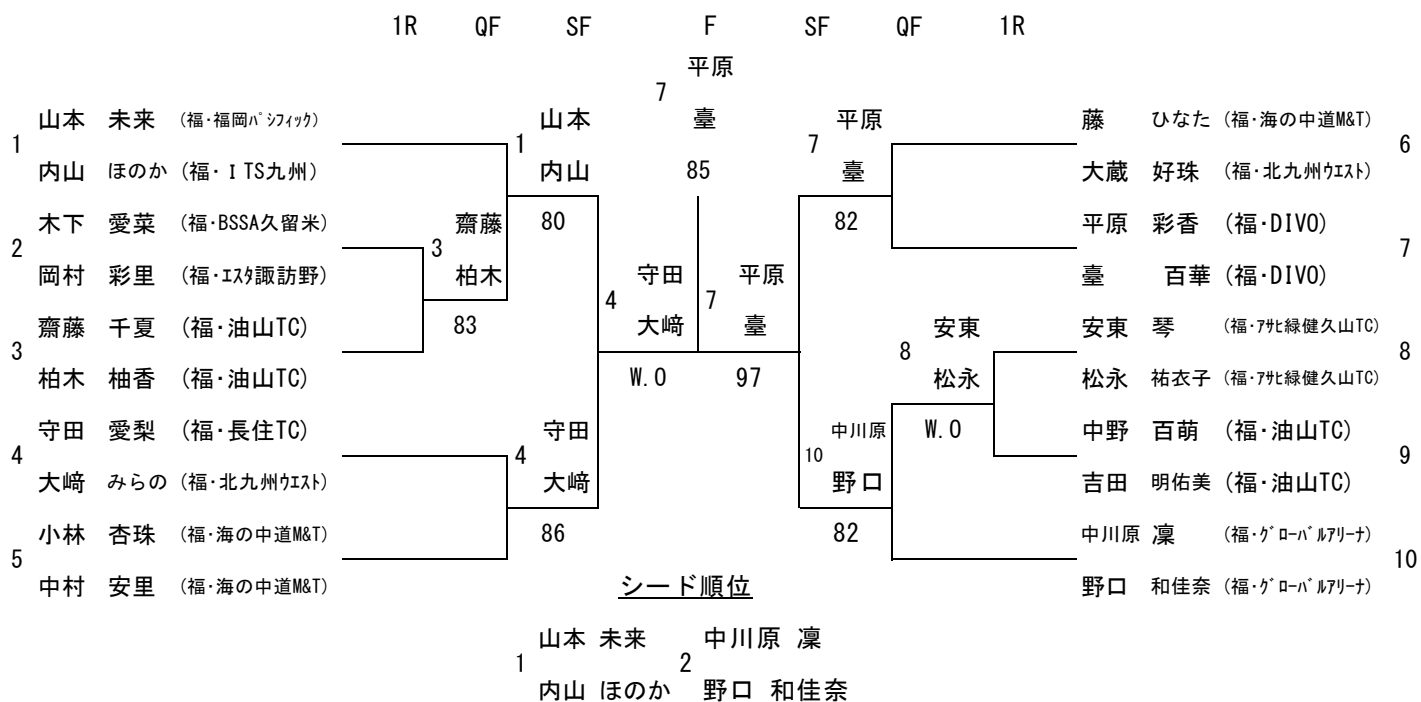 1R QF SF F SF QF 1R
平原
7
臺
85
山本 未来 (福・福岡パシフィック)
1
内山 ほのか (福・ITS九州)
木下 愛菜 (福・BSSA久留米)
2
岡村 彩里 (福・エスタ諏訪野)
齋藤 千夏 (福・油山TC)
3
柏木 柚香 (福・油山TC)
守田 愛梨 (福・長住TC)
4
大﨑 みらの (福・北九州ウエスト)
小林 杏珠 (福・海の中道M&T)
5
中村 安里 (福・海の中道M&T)
齋藤
3
柏木
83
山本
1
内山
80
守田
4
大﨑
86
守田
4
大﨑
W.O
平原
7
臺
97
平原
7
臺
82
中川原
10
野口
82
安東
8
松永
W.O
藤 ひなた (福・海の中道M&T)
6
大蔵 好珠 (福・北九州ウエスト)
平原 彩香 (福・DIVO)
7
臺 百華 (福・DIVO)
安東 琴 (福・アサヒ緑健久山TC)
8
松永 祐衣子 (福・アサヒ緑健久山TC)
中野 百萌 (福・油山TC)
9
吉田 明佑美 (福・油山TC)
中川原 凜 (福・グローバルアリーナ)
10
野口 和佳奈 (福・グローバルアリーナ)
シード順位
山本 未来 中川原 凜
1 2
内山 ほのか 野口 和佳奈